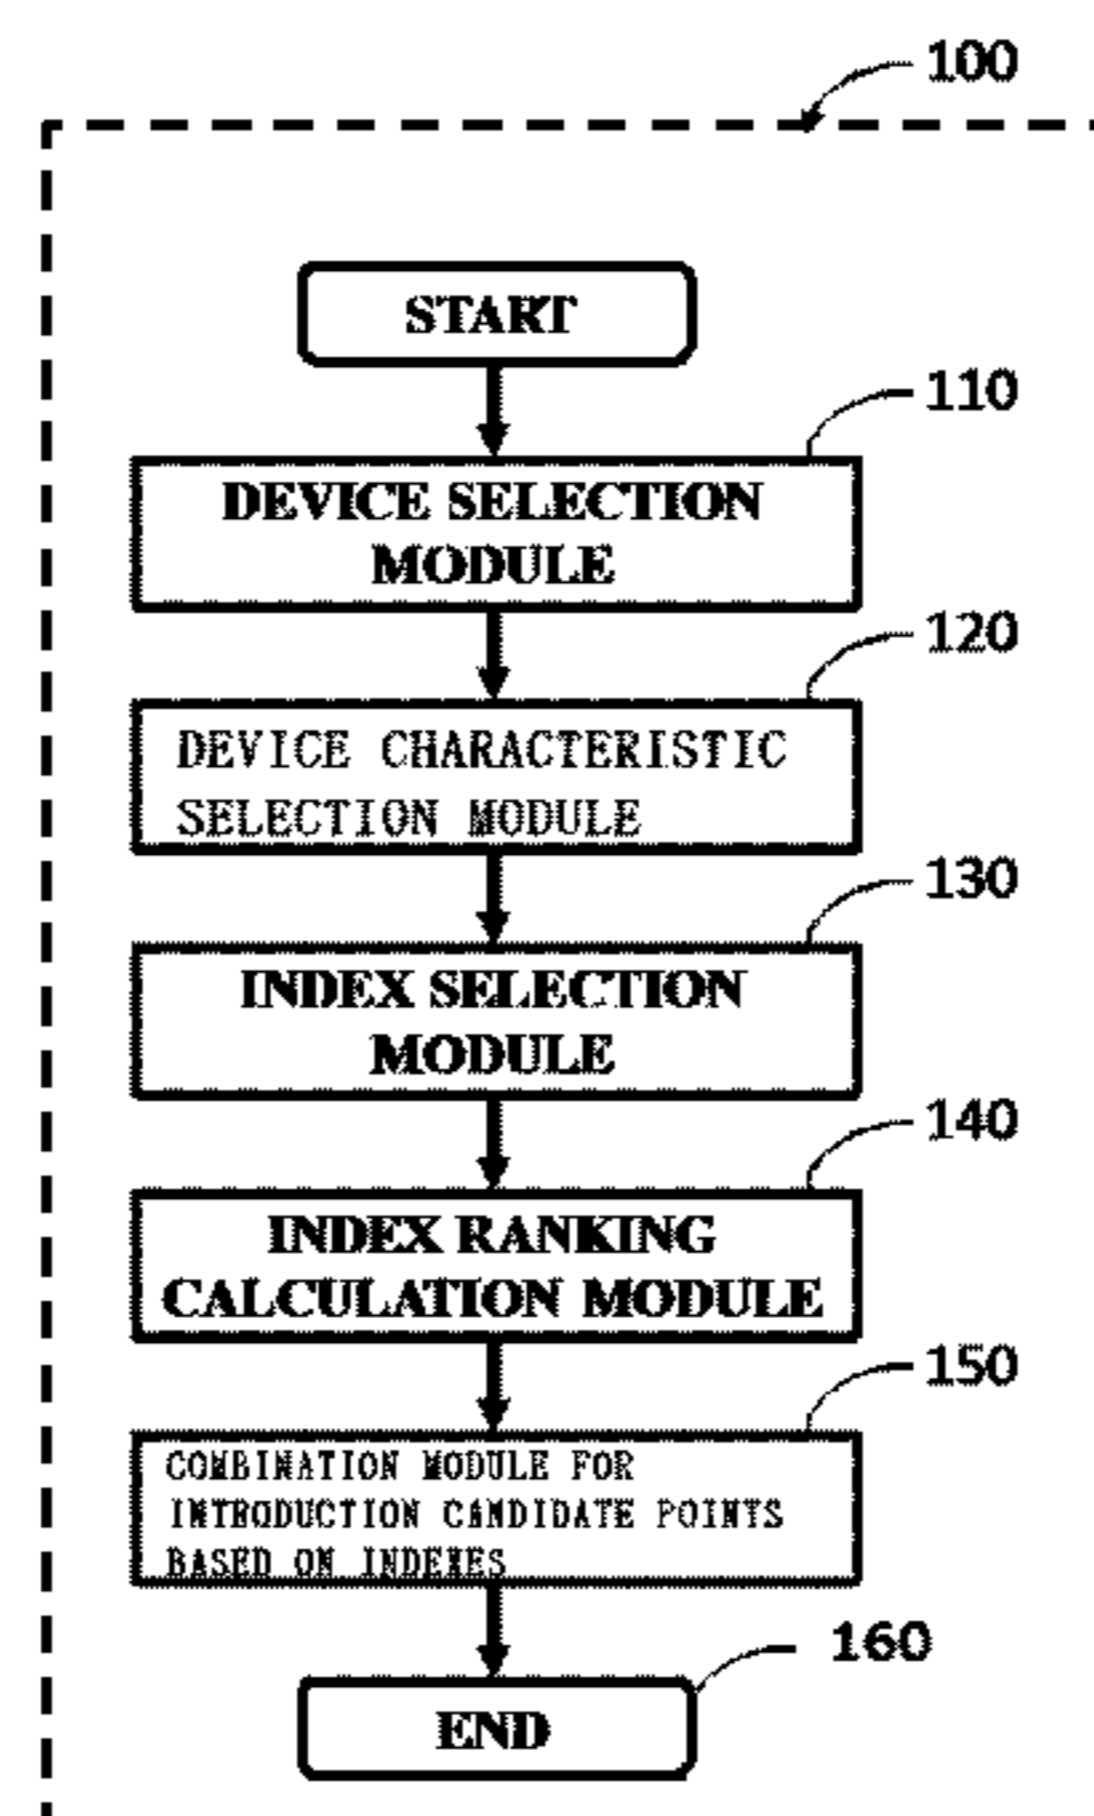 100
START
110
DEVICE SELECTION
MODULE
120
DEVICE CHARACTERISTIC
SELECTION MODULE
130
INDEX SELECTION
MODULE
140
INDEX RANKING
CALCULATION MODULE
150
COMBINATION MODULE FOR
INTRODUCTION CANDIDATE POINTS
BASED ON INDEXES
160
END